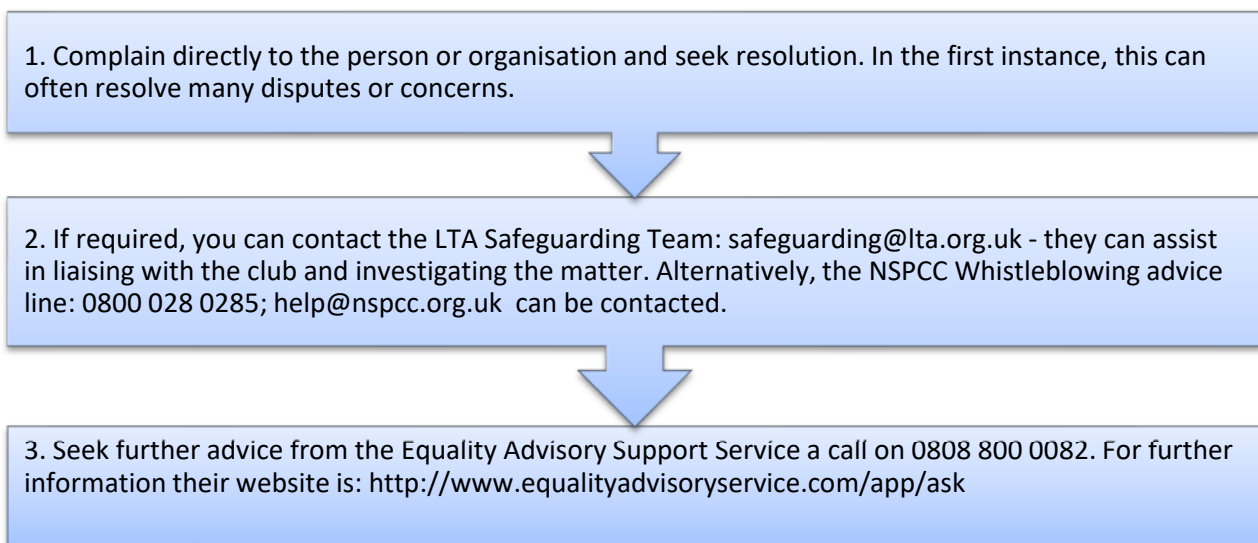 1. Complain directly to the person or organisation and seek resolution. In the first instance, this can
often resolve many disputes or concerns.
2. If required, you can contact the LTA Safeguarding Team: safeguarding@lta.org.uk - they can assist
in liaising with the club and investigating the matter. Alternatively, the NSPCC Whistleblowing advice
line: 0800 028 0285; help@nspcc.org.uk can be contacted.
3. Seek further advice from the Equality Advisory Support Service a call on 0808 800 0082. For further
information their website is: http://www.equalityadvisoryservice.com/app/ask